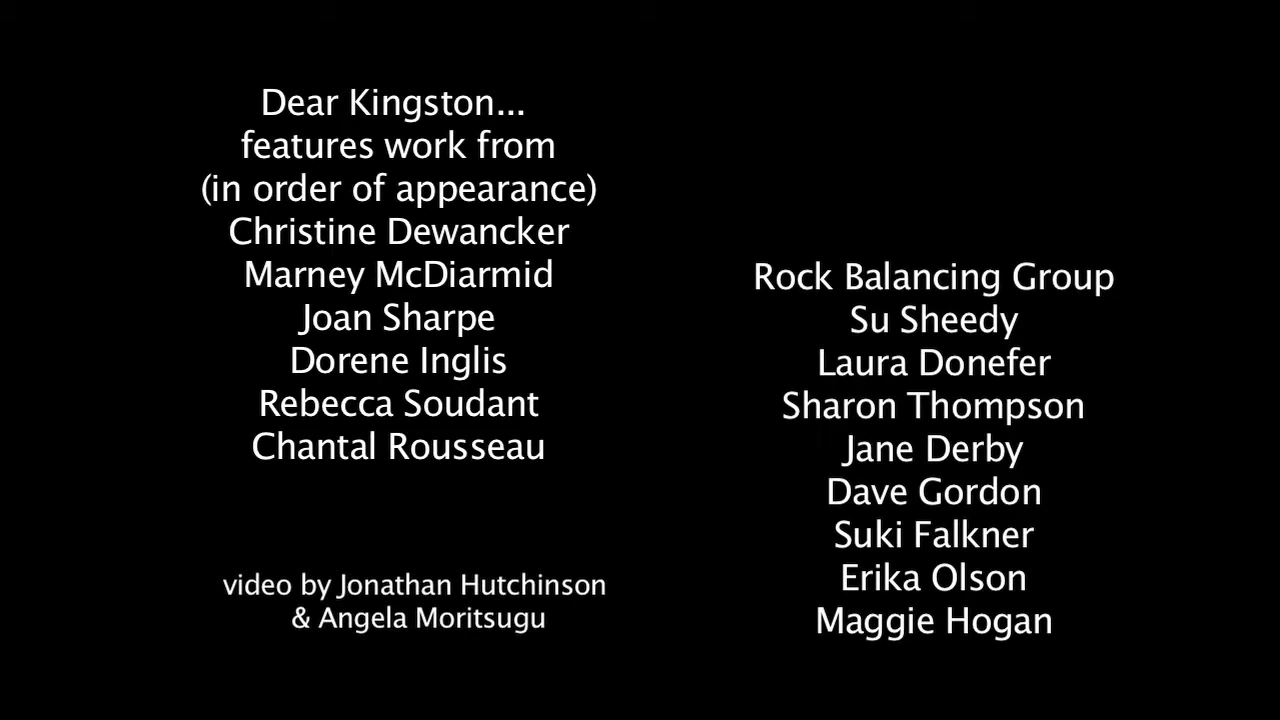 Dear Kingston...
features work from
(in order of appearance)
Christine Dewancker
Marney McDiarmid
Joan Sharpe
Dorene Inglis
Rebecca Soudant
Chantal Rousseau
video by Jonathan Hutchinson
& Angela Moritsugu
Rock Balancing Group
Su Sheedy
Laura Donefer
Sharon Thompson
Jane Derby
Dave Gordon
Suki Falkner
Erika Olson
Maggie Hogan